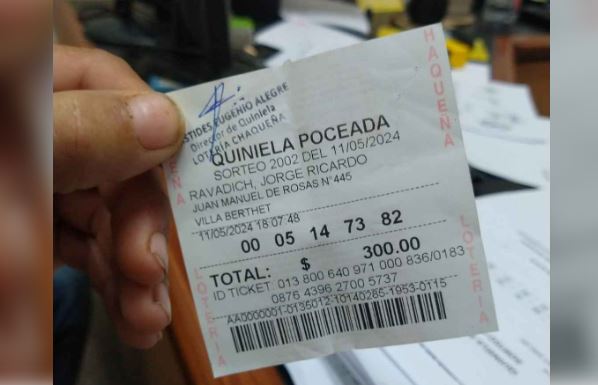 STIDES EUGENIO ALEGRE
Director de Quiniela
LOTERIA CHAQUEÑA
QUINIELA POCEADA
SORTEO 2002 DEL 11/05/2024
RAVADICH, JORGE RICARDO
JUAN MANUEL DE ROSAS N° 445
VILLA BERTHET
11/05/2024 18:07:48
00 05 14 73 82
TOTAL: $ 300.00
ID TICKET: 013 800 640 971 000 836/0183
0876 4396 2700 5737
AA0000001-0135012-10140265-1953-0115
HAQUEÑA
EÑA
LOTERIA
LOTERIA